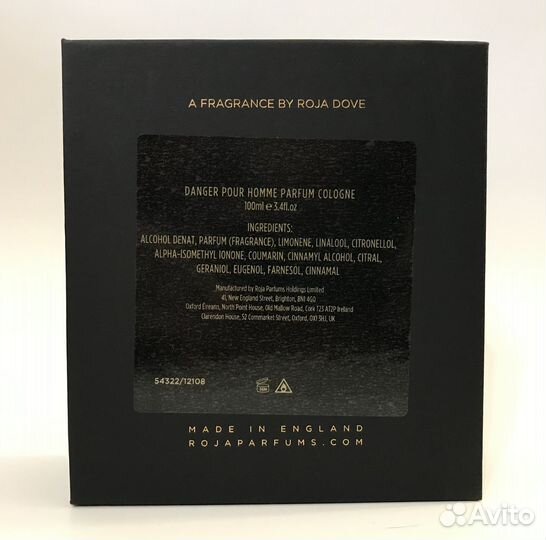 A FRAGRANCE BY ROJA DOVE
DANGER POUR HOMME PARFUM COLOGNE
100ml e 3.4fl.oz
INGREDIENTS:
ALCOHOL DENAT, PARFUM (FRAGRANCE), LIMONENE, LINALOOL, CITRONELLOL,
ALPHA-ISOMETHYL IONONE, COUMARIN, CINNAMYL ALCOHOL, CITRAL,
GERANIOL, EUGENOL, FARNESOL, CINNAMAL
Manufactured by Roja Parfums Holdings Limited
41, New England Street, Brighton, BN1 4GQ
Oxford Eireann, North Point House, Old Mallow Road, Cork T23 AT2P Ireland
Clarendon House, 52 Cornmarket Street, Oxford, OX1 3HJ, UK
54322/12108
MADE IN ENGLAND
ROJAPARFUMS.COM
Avito